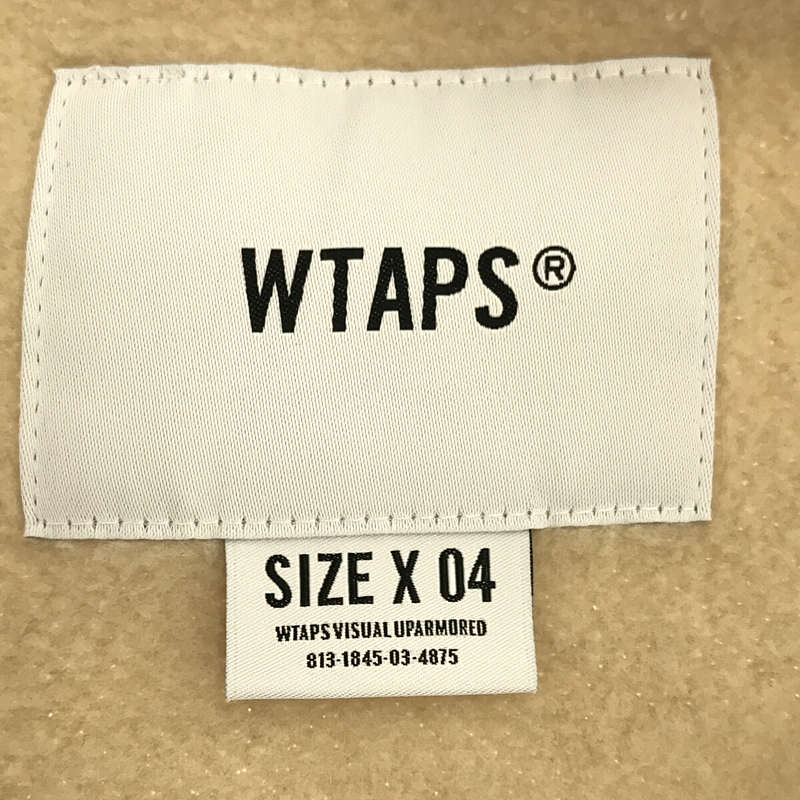 WTAPS®
SIZE X 04
WTAPS VISUAL UPARMORED
813-1845-03-4875